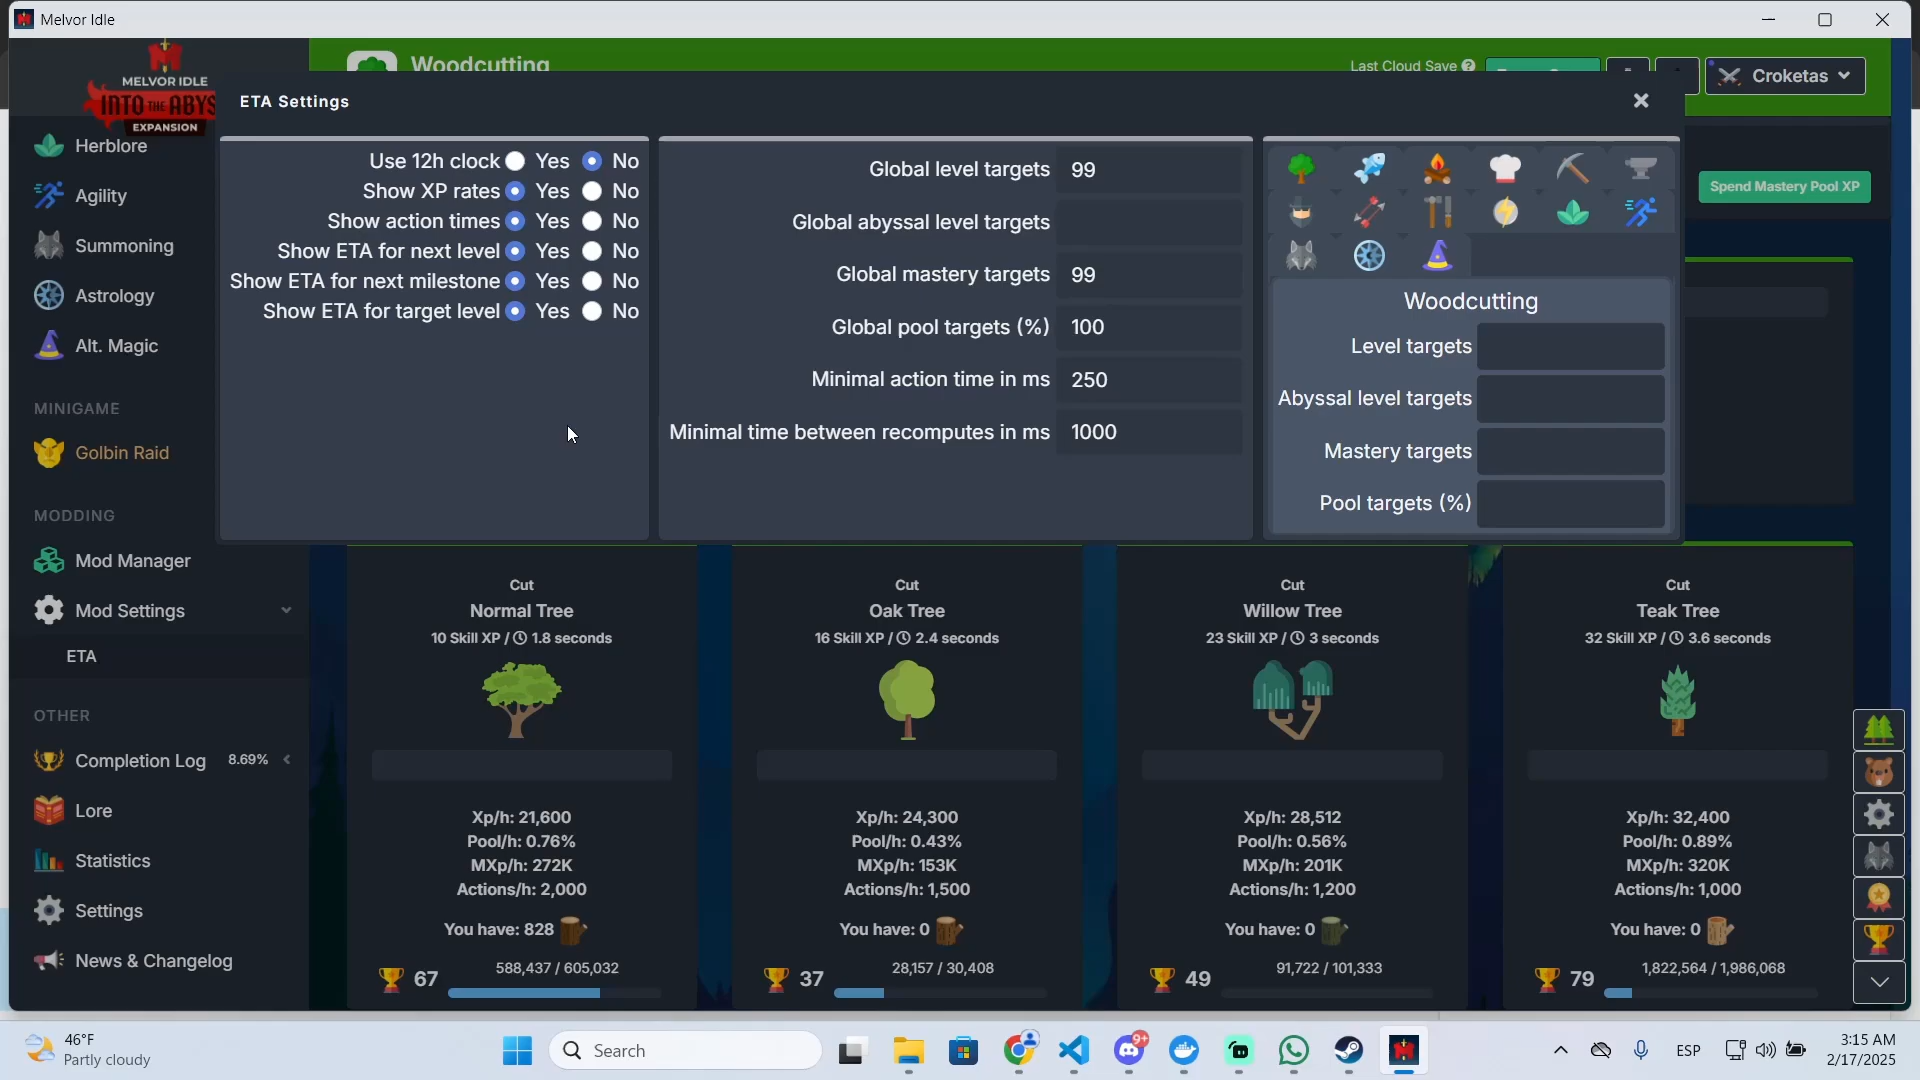 Melvor Idle
MELVOR IDLE
INTO THE ABYS
EXPANSION
Woodcutting
Last Cloud Save
Croketas
ETA Settings
Herblore
Agility
Summoning
Astrology
Alt. Magic
MINIGAME
Golbin Raid
MODDING
Mod Manager
Mod Settings
ETA
OTHER
Completion Log 8.69%
Lore
Statistics
Settings
News & Changelog
Use 12h clock Yes No
Show XP rates Yes No
Show action times Yes No
Show ETA for next level Yes No
Show ETA for next milestone Yes No
Show ETA for target level Yes No
Global level targets 99
Global abyssal level targets
Global mastery targets 99
Global pool targets (%) 100
Minimal action time in ms 250
Minimal time between recomputes in ms 1000
Woodcutting
Level targets
Abyssal level targets
Mastery targets
Pool targets (%)
Spend Mastery Pool XP
Cut
Normal Tree
10 Skill XP / 1.8 seconds
Xp/h: 21,600
Pool/h: 0.76%
MXp/h: 272K
Actions/h: 2,000
You have: 828
67 588,437 / 605,032
Cut
Oak Tree
16 Skill XP / 2.4 seconds
Xp/h: 24,300
Pool/h: 0.43%
MXp/h: 153K
Actions/h: 1,500
You have: 0
37 28,157 / 30,408
Cut
Willow Tree
23 Skill XP / 3 seconds
Xp/h: 28,512
Pool/h: 0.56%
MXp/h: 201K
Actions/h: 1,200
You have: 0
49 91,722 / 101,333
Cut
Teak Tree
32 Skill XP / 3.6 seconds
Xp/h: 32,400
Pool/h: 0.89%
MXp/h: 320K
Actions/h: 1,000
You have: 0
79 1,822,564 / 1,986,068
46°F
Partly cloudy
Search
9+
ESP
3:15 AM
2/17/2025